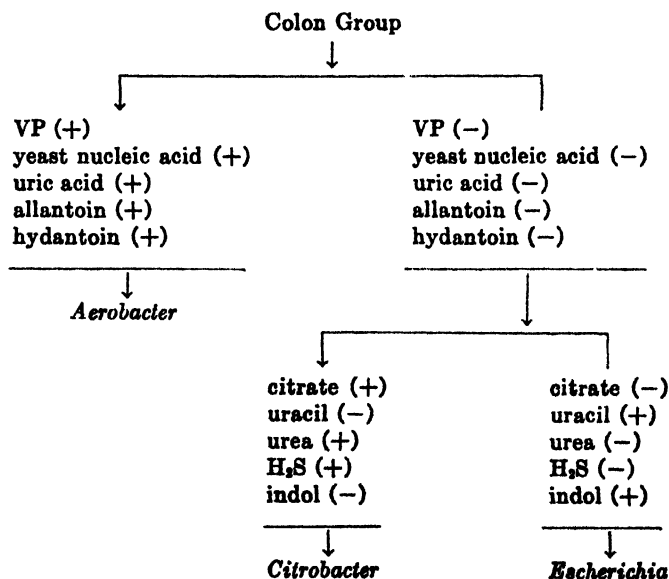 Colon Group
VP (+)
yeast nucleic acid (+)
uric acid (+)
allantoin (+)
hydantoin (+)
Aerobacter
VP (−)
yeast nucleic acid (−)
uric acid (−)
allantoin (−)
hydantoin (−)
citrate (+)
uracil (−)
urea (+)
H₂S (+)
indol (−)
Citrobacter
citrate (−)
uracil (+)
urea (−)
H₂S (−)
indol (+)
Escherichia